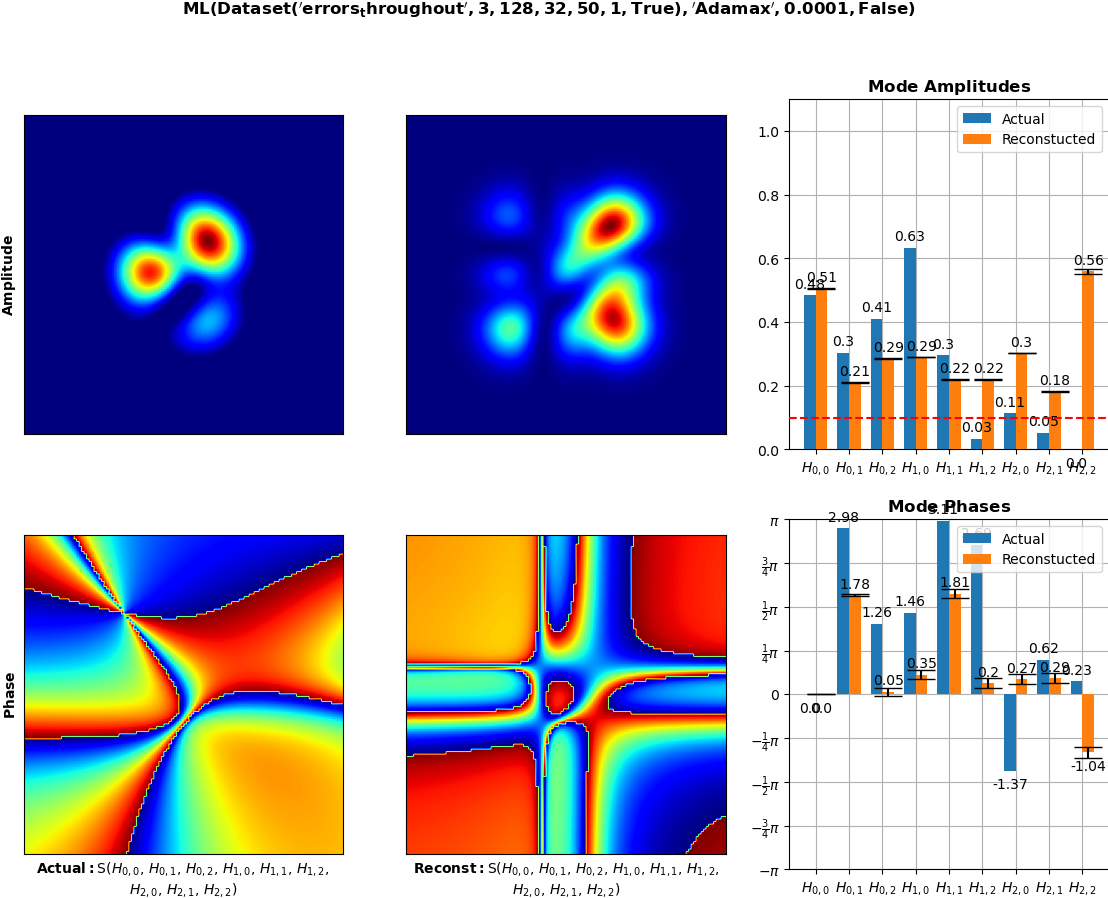 ML(Dataset('errors_throughout', 3, 128, 32, 50, 1, True), 'Adamax', 0.0001, False)
Amplitude
Mode Amplitudes
Actual
Reconstucted
1.0
0.8
0.6
0.4
0.2
0.0
0.48 0.51
0.3 0.21
0.41 0.29
0.63 0.29
0.3 0.22
0.03 0.22
0.11 0.3
0.05 0.18
0.0 0.56
H0,0 H0,1 H0,2 H1,0 H1,1 H1,2 H2,0 H2,1 H2,2
Phase
Actual: S(H0,0, H0,1, H0,2, H1,0, H1,1, H1,2,
H2,0, H2,1, H2,2)
Reconst: S(H0,0, H0,1, H0,2, H1,0, H1,1, H1,2,
H2,0, H2,1, H2,2)
Mode Phases
Actual
Reconstucted
π
3/4π
1/2π
1/4π
0
−1/4π
−1/2π
−3/4π
−π
0.0 0.0
2.98 1.78
1.26 0.05
1.46 0.35
1.81
0.2
-1.37 0.27
0.62 0.29
0.23 -1.04
H0,0 H0,1 H0,2 H1,0 H1,1 H1,2 H2,0 H2,1 H2,2